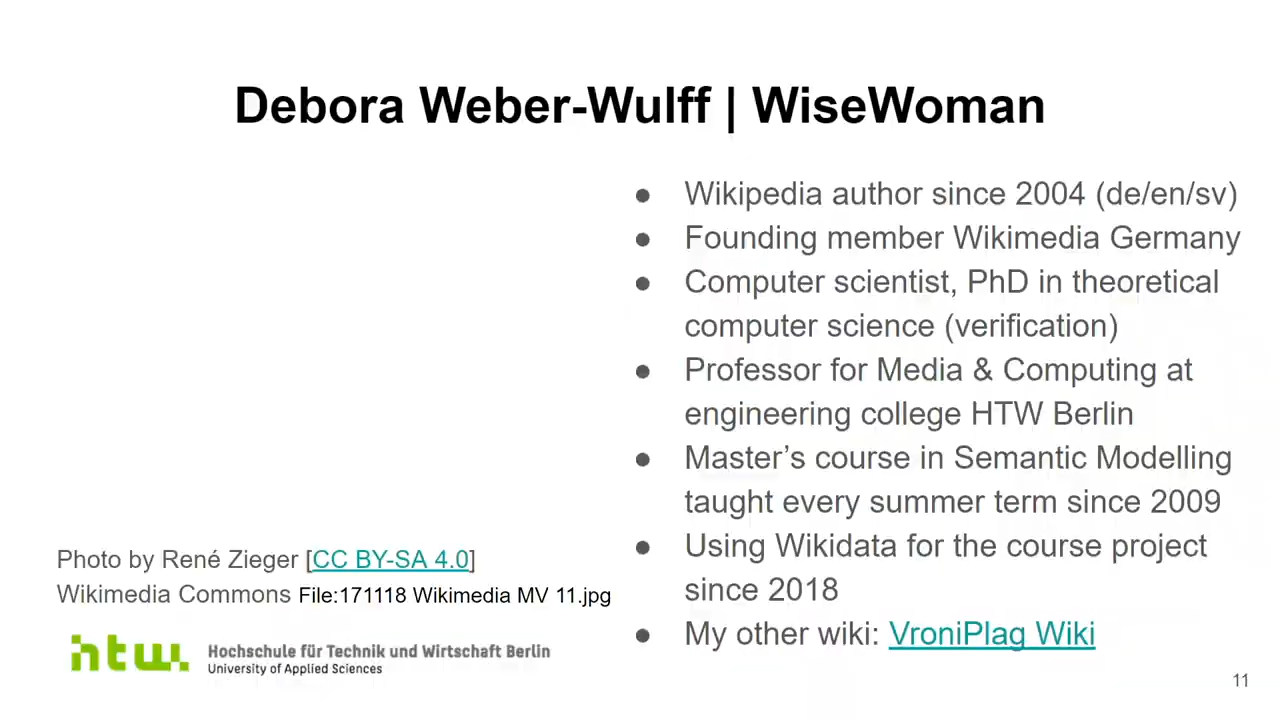 Debora Weber-Wulff | WiseWoman
● Wikipedia author since 2004 (de/en/sv)
● Founding member Wikimedia Germany
● Computer scientist, PhD in theoretical
computer science (verification)
● Professor for Media & Computing at
engineering college HTW Berlin
● Master’s course in Semantic Modelling
taught every summer term since 2009
● Using Wikidata for the course project
since 2018
● My other wiki: VroniPlag Wiki
Photo by René Zieger [CC BY-SA 4.0]
Wikimedia Commons File:171118 Wikimedia MV 11.jpg
htw.
Hochschule für Technik und Wirtschaft Berlin
University of Applied Sciences
11